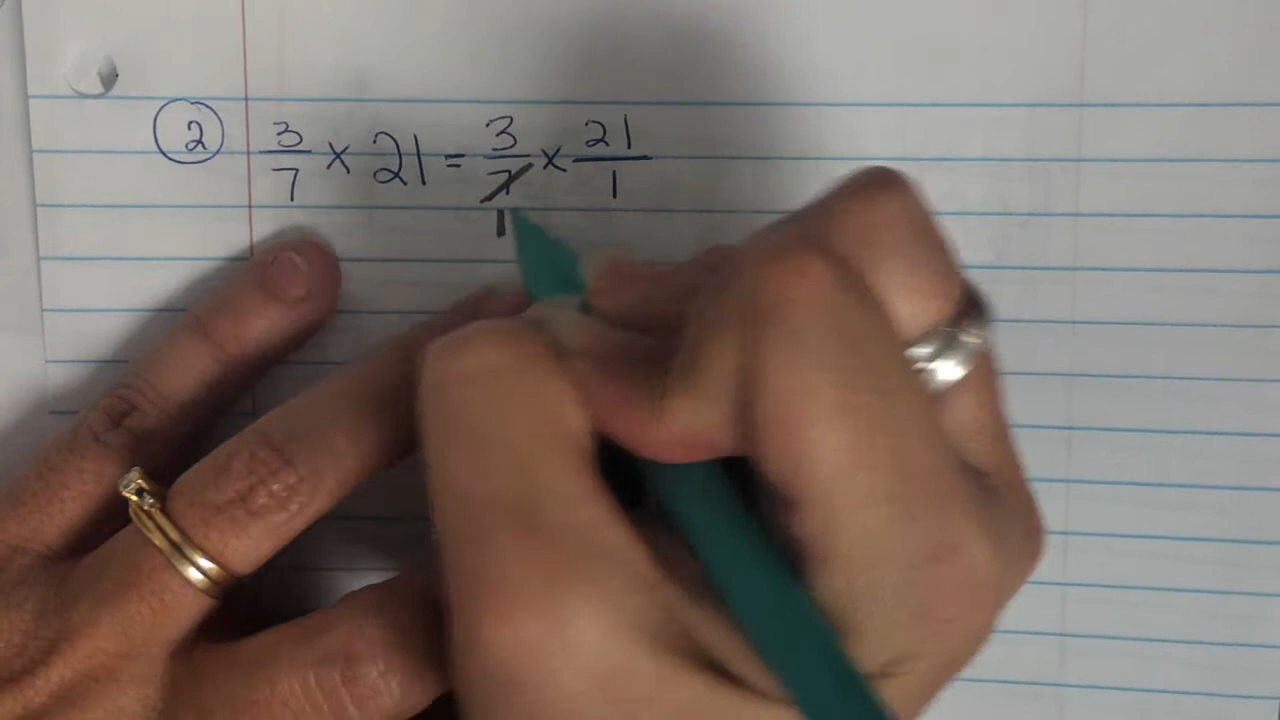 ② 3/7 × 21 = 3/7 × 21/1
1